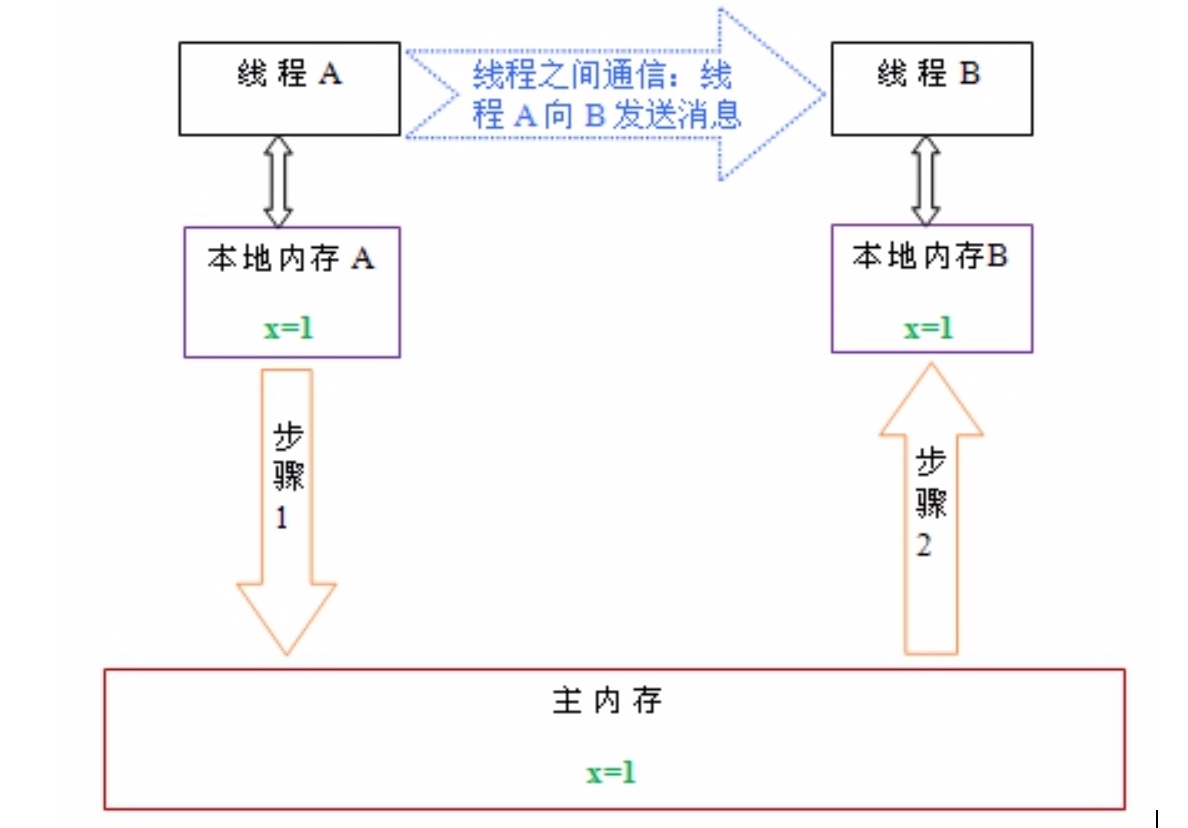 线程 A
线程之间通信：线
程 A 向 B 发送消息
线程 B
本地内存 A
x=1
本地内存B
x=1
步
骤
1
步
骤
2
主内存
x=1